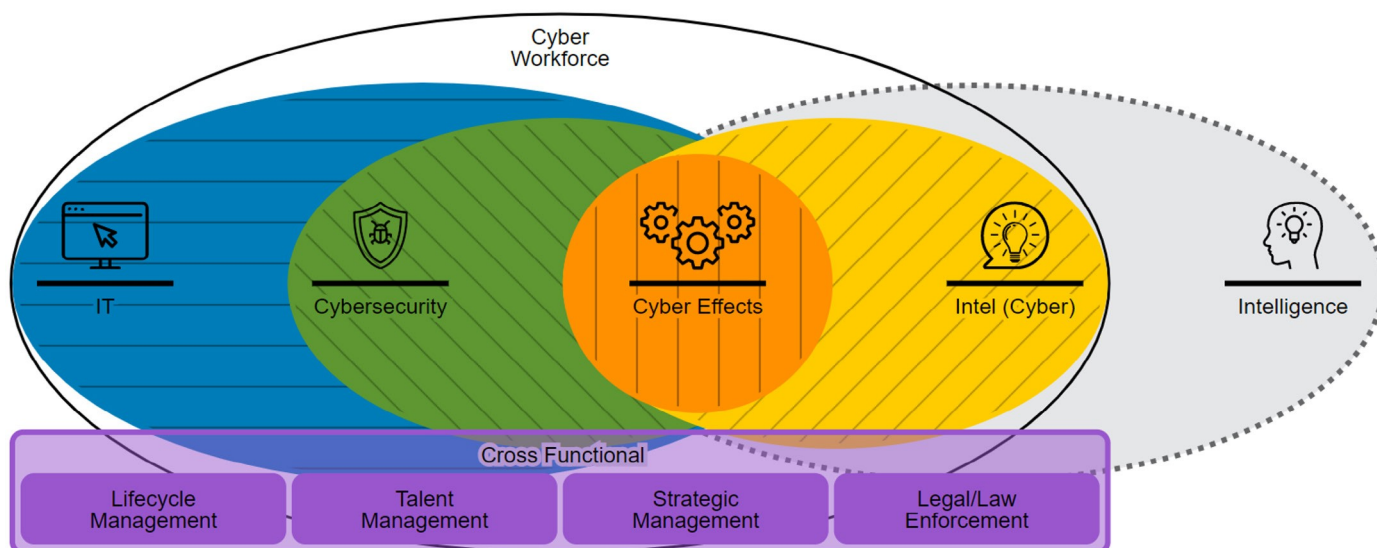 Cyber
Workforce
IT
Cybersecurity
Cyber Effects
Intel (Cyber)
Intelligence
Cross Functional
Lifecycle
Management
Talent
Management
Strategic
Management
Legal/Law
Enforcement